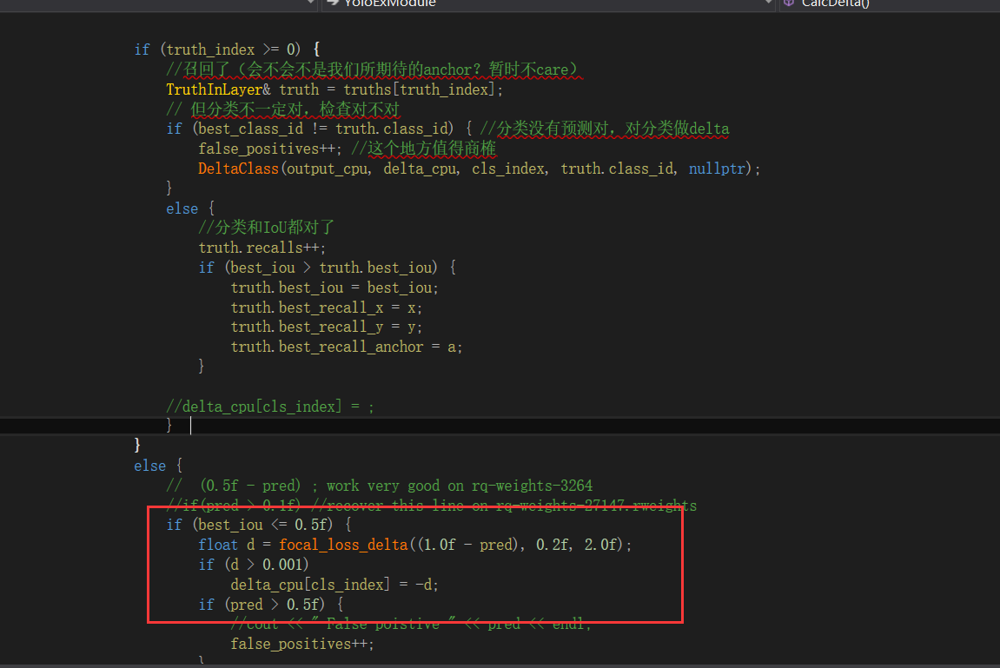 YoloExModule CalcDelta()
if (truth_index >= 0) {
//召回了（会不会不是我们所期待的anchor？暂时不care）
TruthInLayer& truth = truths[truth_index];
// 但分类不一定对，检查对不对
if (best_class_id != truth.class_id) { //分类没有预测对，对分类做delta
false_positives++; //这个地方值得商榷
DeltaClass(output_cpu, delta_cpu, cls_index, truth.class_id, nullptr);
}
else {
//分类和IoU都对了
truth.recalls++;
if (best_iou > truth.best_iou) {
truth.best_iou = best_iou;
truth.best_recall_x = x;
truth.best_recall_y = y;
truth.best_recall_anchor = a;
}
//delta_cpu[cls_index] = ;
}
}
else {
// (0.5f - pred) ; work very good on rq-weights-3264
//if(pred > 0.1f) //recover this line on rq-weights-27147.rweights
if (best_iou <= 0.5f) {
float d = focal_loss_delta((1.0f - pred), 0.2f, 2.0f);
if (d > 0.001)
delta_cpu[cls_index] = -d;
if (pred > 0.5f) {
//cout << " False poistive " << pred << endl;
false_positives++;
}